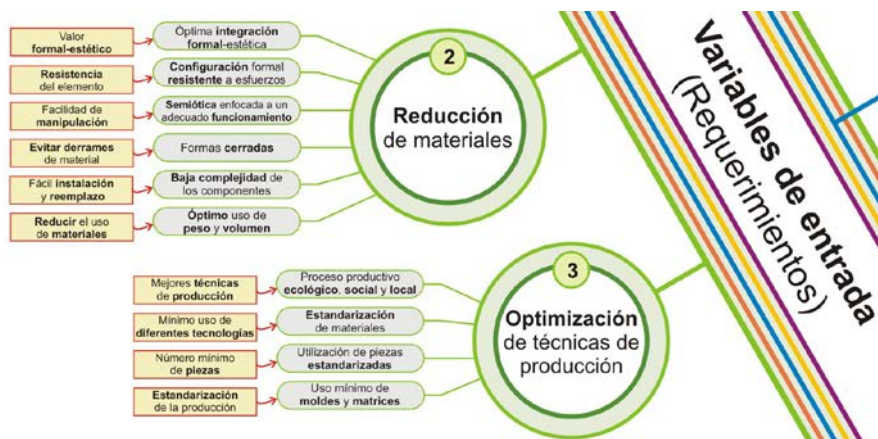 Valor
formal-estético
Óptima integración
formal-estética
Resistencia
del elemento
Configuración formal
resistente a esfuerzos
Facilidad de
manipulación
Semiótica enfocada a un
adecuado funcionamiento
Evitar derrames
de material
Formas cerradas
Fácil instalación
y reemplazo
Baja complejidad de
los componentes
Reducir el uso
de materiales
Óptimo uso de
peso y volumen
2
Reducción
de materiales
Mejores técnicas
de producción
Proceso productivo
ecológico, social y local
Mínimo uso de
diferentes tecnologías
Estandarización
de materiales
Número mínimo
de piezas
Utilización de piezas
estandarizadas
Estandarización
de la producción
Uso mínimo de
moldes y matrices
3
Optimización
de técnicas de
producción
Variables de entrada
(Requerimientos)